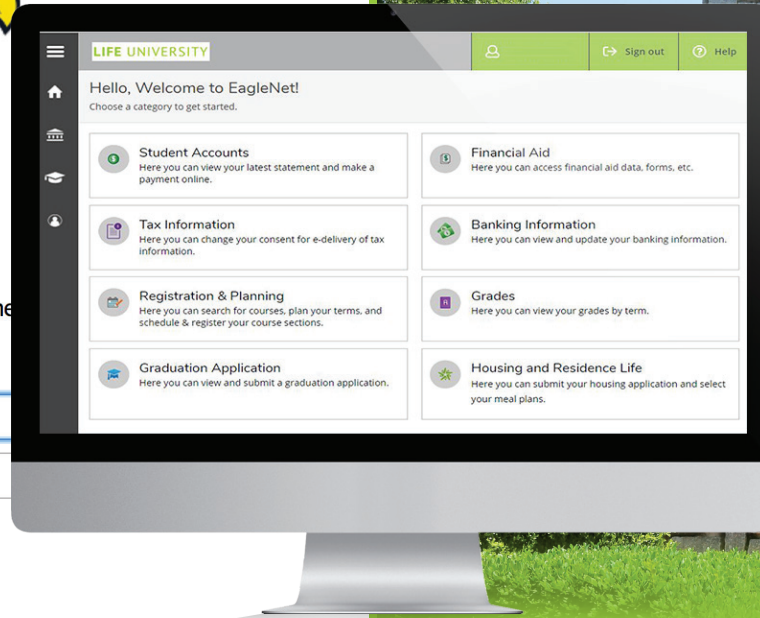 LIFE UNIVERSITY
Sign out
Help
Hello, Welcome to EagleNet!
Choose a category to get started.
Student Accounts
Here you can view your latest statement and make a
payment online.
Financial Aid
Here you can access financial aid data, forms, etc.
Tax Information
Here you can change your consent for e-delivery of tax
information.
Banking Information
Here you can view and update your banking information.
Registration & Planning
Here you can search for courses, plan your terms, and
schedule & register your course sections.
Grades
Here you can view your grades by term.
Graduation Application
Here you can view and submit a graduation application.
Housing and Residence Life
Here you can submit your housing application and select
your meal plans.